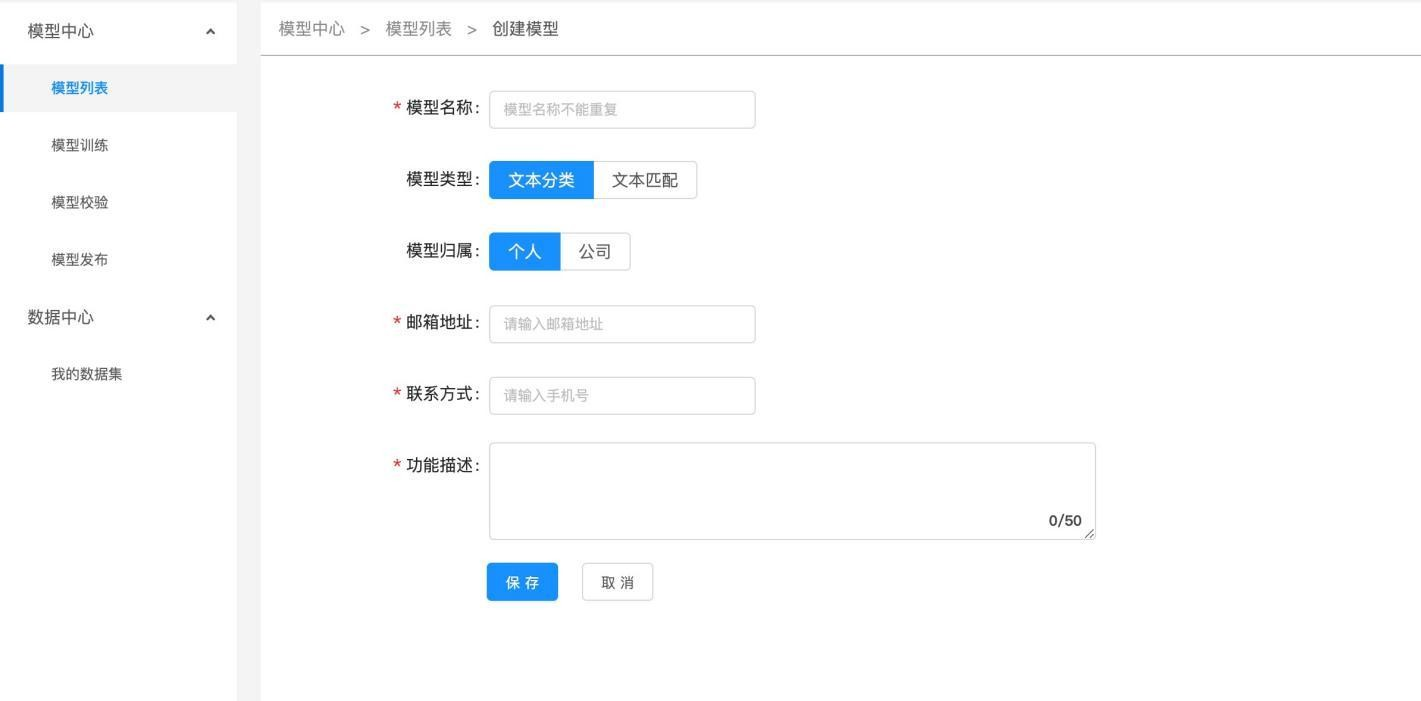 模型中心
模型列表
模型训练
模型校验
模型发布
数据中心
我的数据集
模型中心 > 模型列表 > 创建模型
* 模型名称: 模型名称不能重复
模型类型: 文本分类 文本匹配
模型归属: 个人 公司
* 邮箱地址: 请输入邮箱地址
* 联系方式: 请输入手机号
* 功能描述:
0/50
保 存 取 消